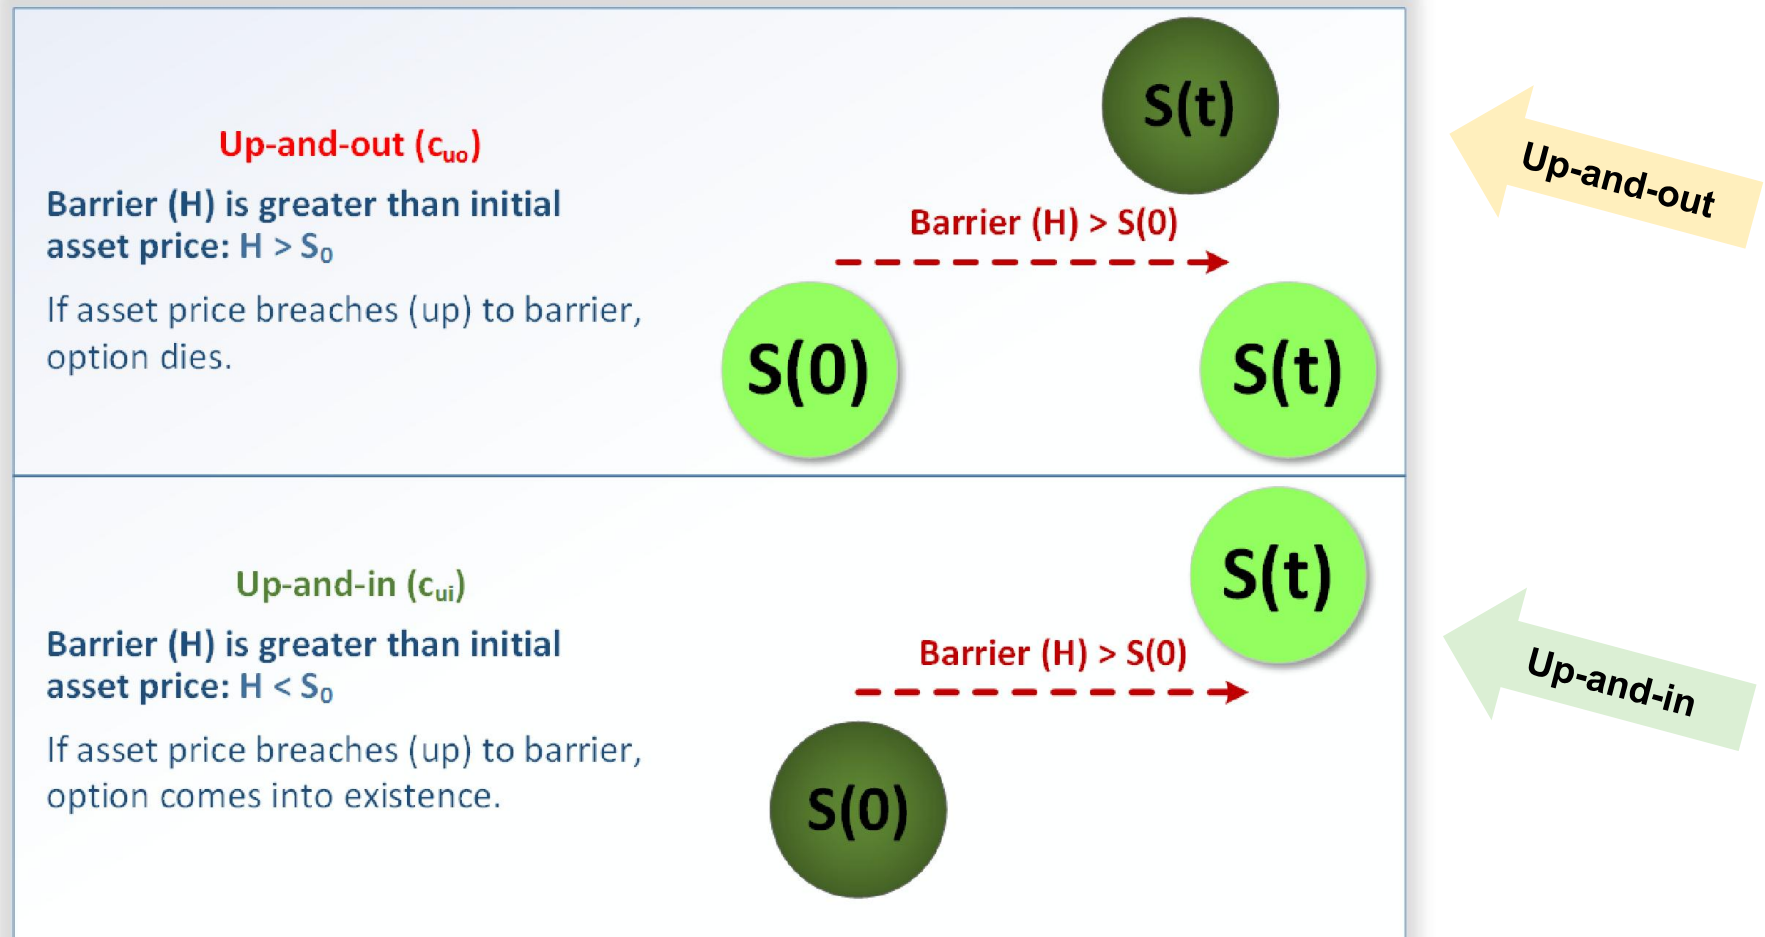 Up-and-out (cuo)
Barrier (H) is greater than initial
asset price: H > S0
If asset price breaches (up) to barrier,
option dies.
S(t)
Barrier (H) > S(0)
S(0)
S(t)
Up-and-out
Up-and-in (cui)
Barrier (H) is greater than initial
asset price: H < S0
If asset price breaches (up) to barrier,
option comes into existence.
S(t)
Barrier (H) > S(0)
S(0)
Up-and-in